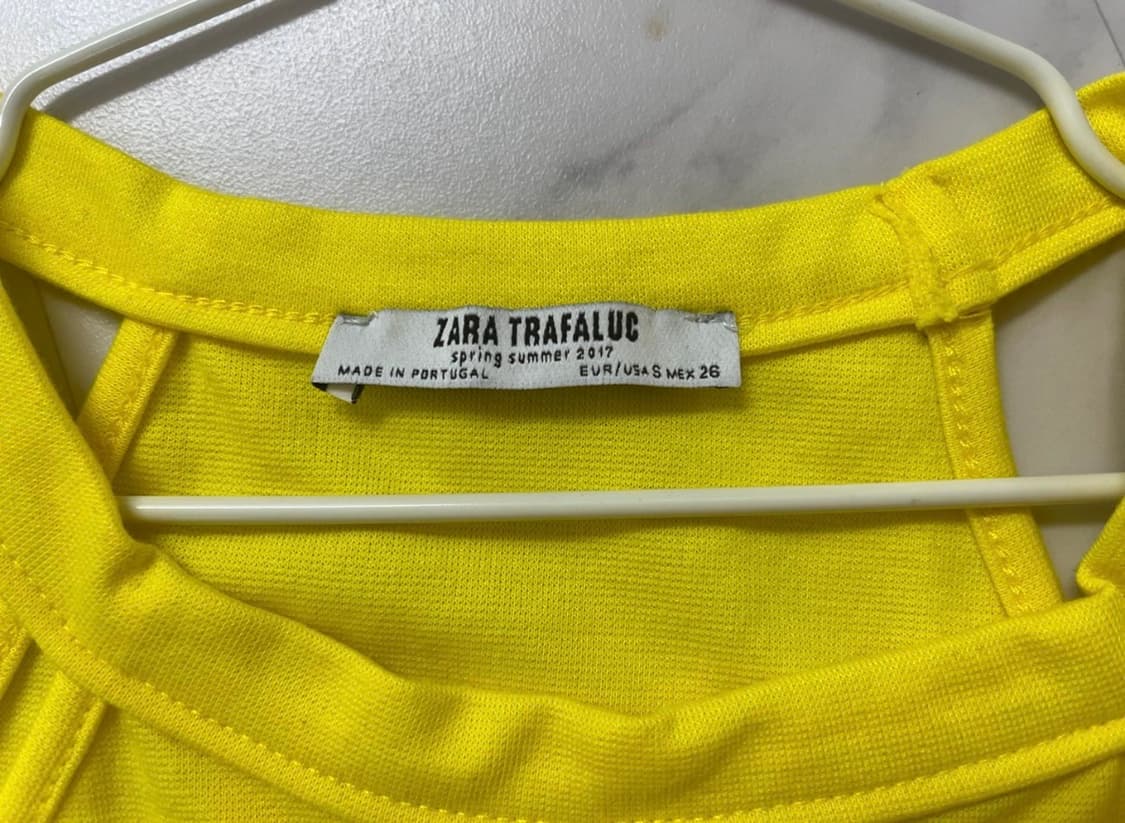 ZARA TRAFALUC
spring summer 2017
MADE IN PORTUGAL EUR/USA S MEX 26